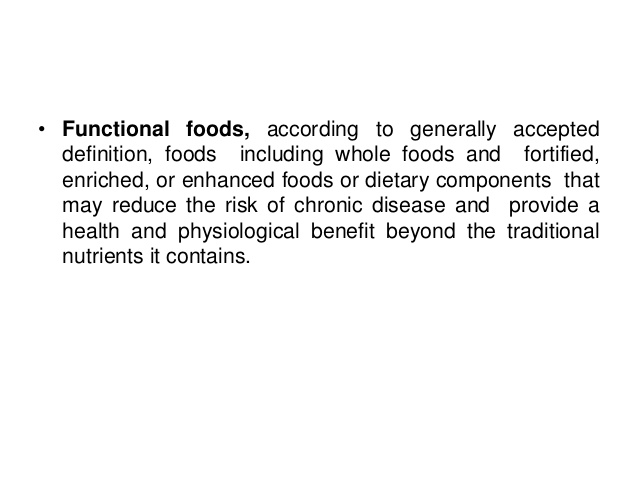 • Functional foods, according to generally accepted
definition, foods including whole foods and fortified,
enriched, or enhanced foods or dietary components that
may reduce the risk of chronic disease and provide a
health and physiological benefit beyond the traditional
nutrients it contains.